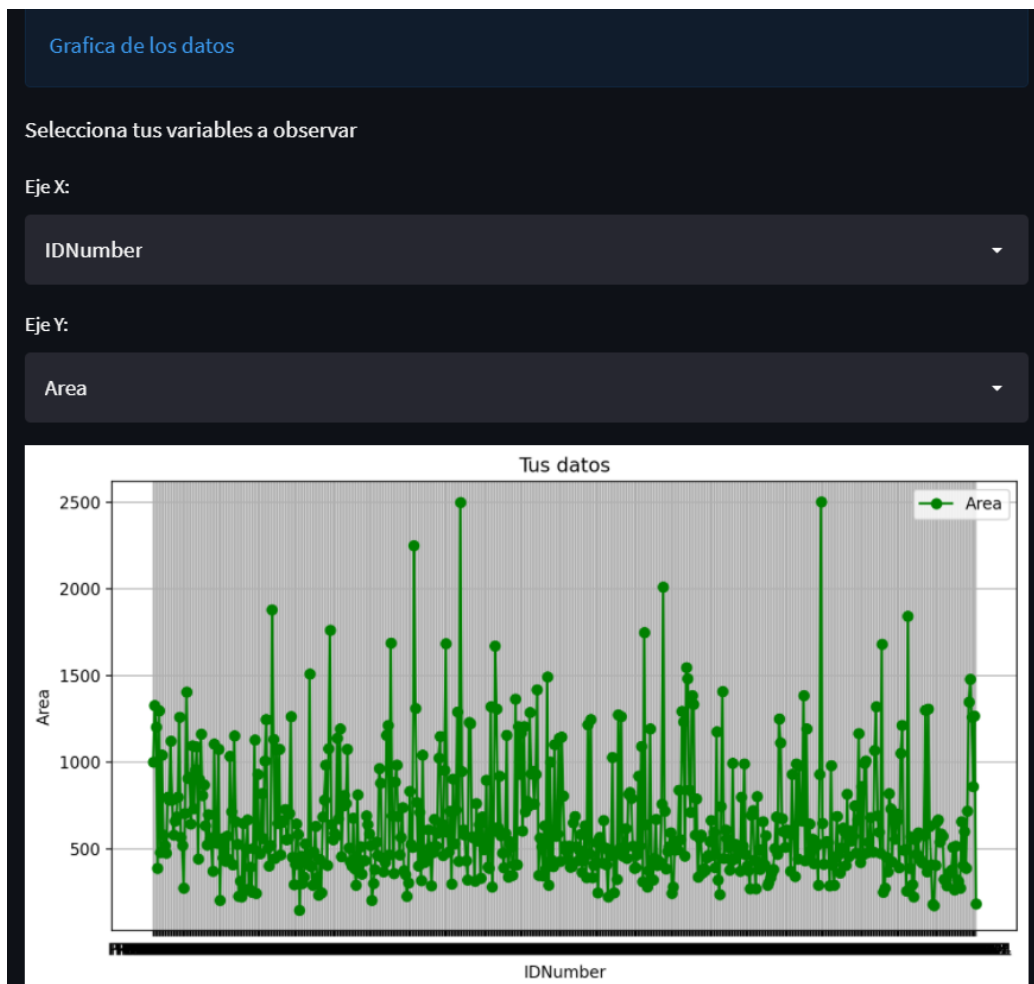 Grafica de los datos
Selecciona tus variables a observar
Eje X:
IDNumber
Eje Y:
Area
Tus datos
Area
2500
2000
1500
1000
500
Area
IDNumber